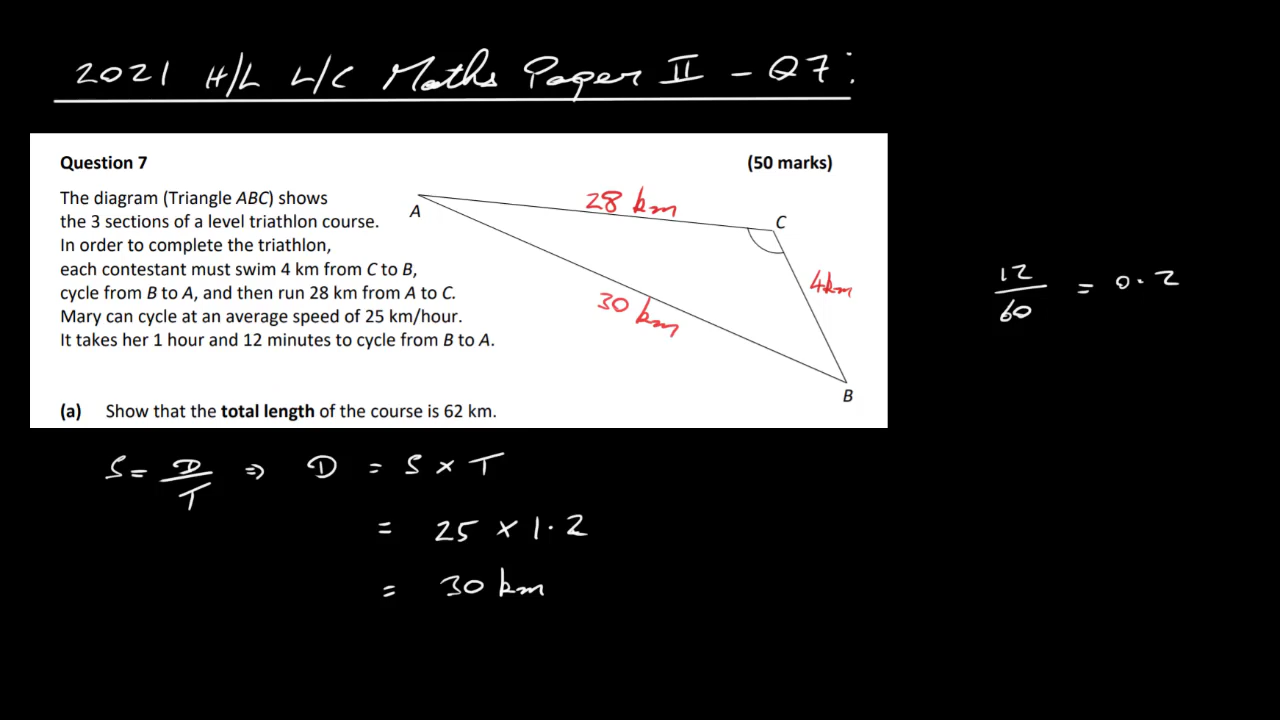 2021 H/L L/C Maths Paper II - Q7:
Question 7 (50 marks)
The diagram (Triangle ABC) shows
the 3 sections of a level triathlon course.
In order to complete the triathlon,
each contestant must swim 4 km from C to B,
cycle from B to A, and then run 28 km from A to C.
Mary can cycle at an average speed of 25 km/hour.
It takes her 1 hour and 12 minutes to cycle from B to A.
A
28 km
C
4km
30 km
B
12/60 = 0.2
(a) Show that the total length of the course is 62 km.
S = D/T ⇒ D = S × T
= 25 × 1.2
= 30 km